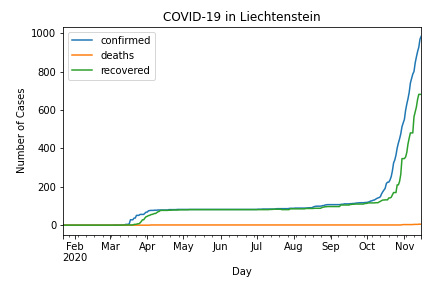 COVID-19 in Liechtenstein
confirmed
deaths
recovered
1000
800
600
400
200
0
Number of Cases
Feb Mar Apr May Jun Jul Aug Sep Oct Nov
2020
Day